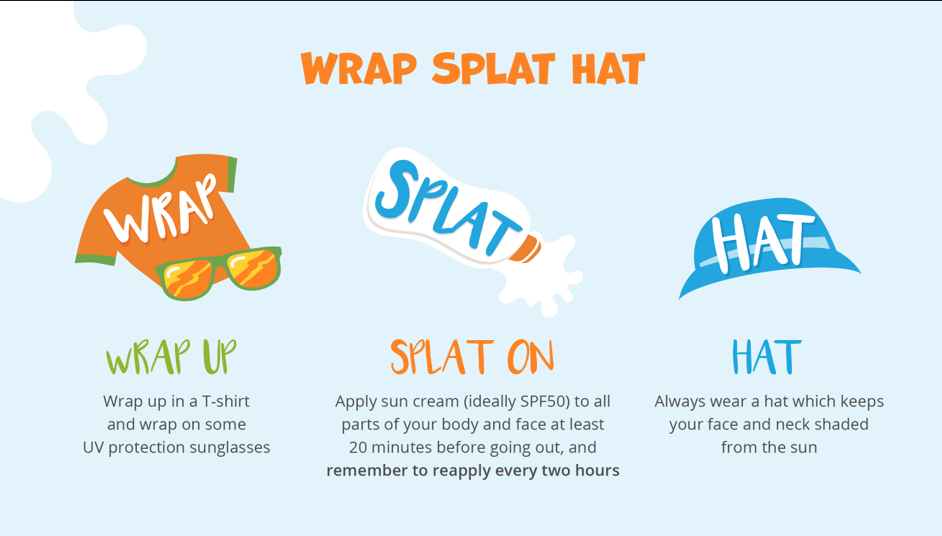 WRAP SPLAT HAT
WRAP
SPLAT
HAT
WRAP UP
Wrap up in a T-shirt
and wrap on some
UV protection sunglasses
SPLAT ON
Apply sun cream (ideally SPF50) to all
parts of your body and face at least
20 minutes before going out, and
remember to reapply every two hours
HAT
Always wear a hat which keeps
your face and neck shaded
from the sun